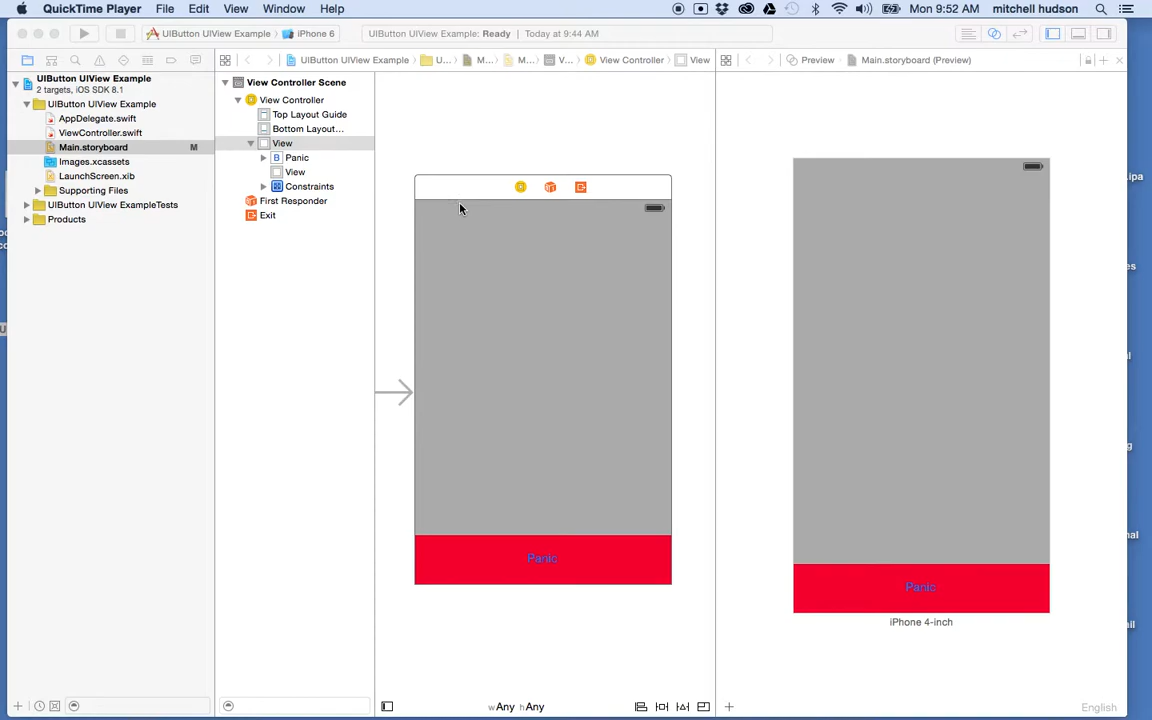 QuickTime Player File Edit View Window Help Mon 9:52 AM mitchell hudson
UIButton UIView Example iPhone 6 UIButton UIView Example: Ready Today at 9:44 AM
UIButton UIView Example U... M... M... V... View Controller View Preview Main.storyboard (Preview)
UIButton UIView Example
2 targets, iOS SDK 8.1
UIButton UIView Example
AppDelegate.swift
ViewController.swift
Main.storyboard M
Images.xcassets
LaunchScreen.xib
Supporting Files
UIButton UIView ExampleTests
Products
View Controller Scene
View Controller
Top Layout Guide
Bottom Layout...
View
B Panic
View
Constraints
First Responder
Exit
Panic
Panic
iPhone 4-inch
wAny hAny
English
.ipa
es